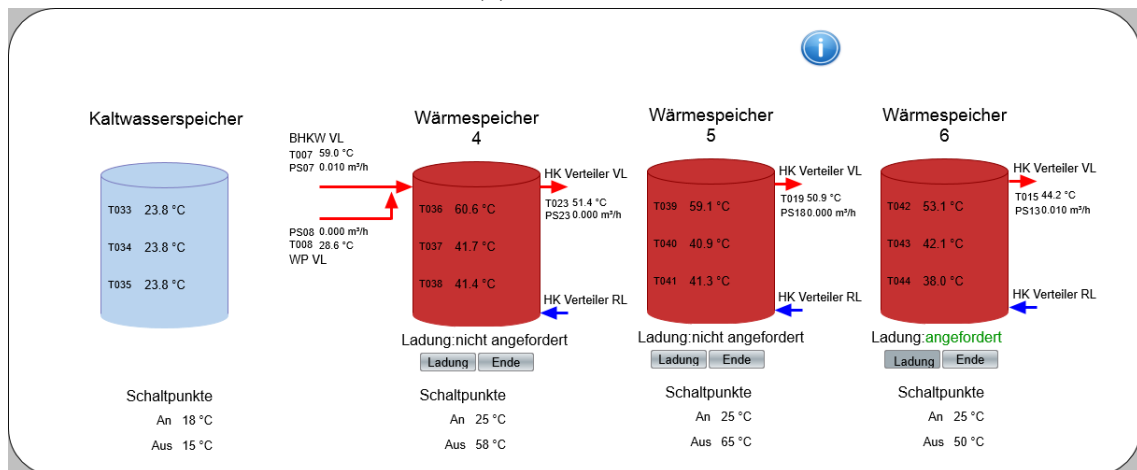 i
Kaltwasserspeicher
T033 23.8 °C
T034 23.8 °C
T035 23.8 °C
Schaltpunkte
An 18 °C
Aus 15 °C
BHKW VL
T007 59.0 °C
PS07 0.010 m³/h
PS08 0.000 m³/h
T008 28.6 °C
WP VL
Wärmespeicher
4
T036 60.6 °C
T037 41.7 °C
T038 41.4 °C
HK Verteiler VL
T023 51.4 °C
PS23 0.000 m³/h
HK Verteiler RL
Ladung:nicht angefordert
Ladung Ende
Schaltpunkte
An 25 °C
Aus 58 °C
Wärmespeicher
5
T039 59.1 °C
T040 40.9 °C
T041 41.3 °C
HK Verteiler VL
T019 50.9 °C
PS18 0.000 m³/h
HK Verteiler RL
Ladung:nicht angefordert
Ladung Ende
Schaltpunkte
An 25 °C
Aus 65 °C
Wärmespeicher
6
T042 53.1 °C
T043 42.1 °C
T044 38.0 °C
HK Verteiler VL
T015 44.2 °C
PS13 0.010 m³/h
HK Verteiler RL
Ladung:angefordert
Ladung Ende
Schaltpunkte
An 25 °C
Aus 50 °C